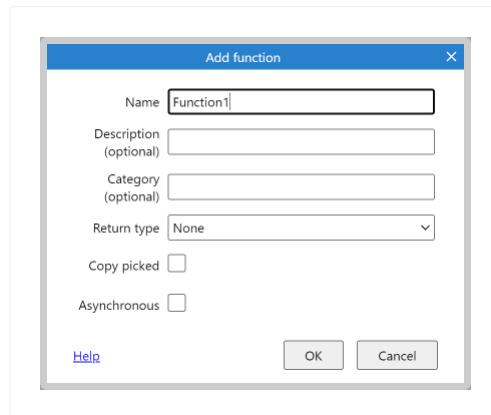 Add function
Name Function1
Description
(optional)
Category
(optional)
Return type None
Copy picked
Asynchronous
Help OK Cancel